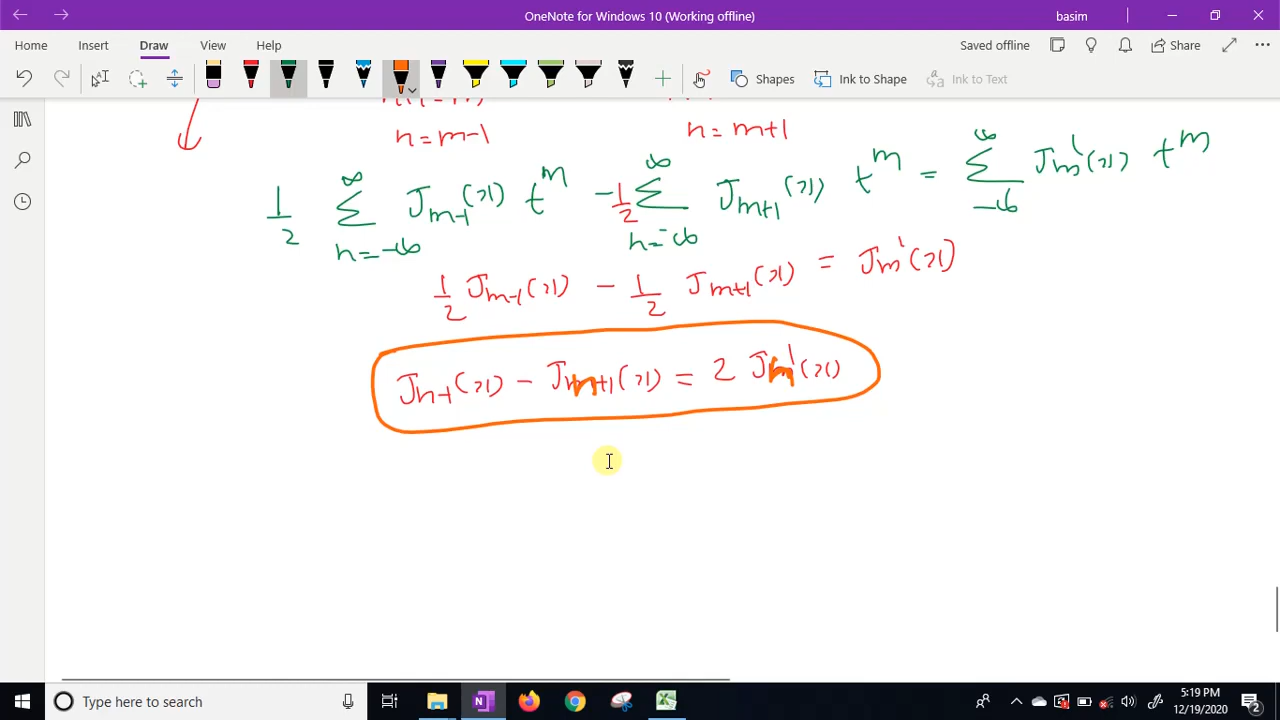 OneNote for Windows 10 (Working offline)
basim
Home Insert Draw View Help
Saved offline
Share
Shapes
Ink to Shape
Ink to Text
n = m-1
n = m+1
1/2 ∑_{n=-∞}^{∞} J_{m-1}(x) t^m - 1/2 ∑_{n=-∞}^{∞} J_{m+1}(x) t^m = ∑_{-∞}^{∞} J_m'(x) t^m
1/2 J_{m-1}(x) - 1/2 J_{m+1}(x) = J_m'(x)
J_{n-1}(x) - J_{n+1}(x) = 2 J_n'(x)
Type here to search
5:19 PM
12/19/2020
2